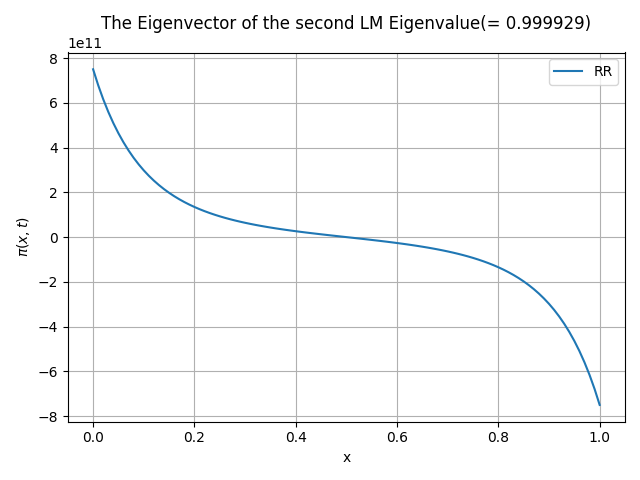 The Eigenvector of the second LM Eigenvalue(= 0.999929)
1e11
RR
8
6
4
2
0
−2
−4
−6
−8
π(x, t)
0.0 0.2 0.4 0.6 0.8 1.0
x